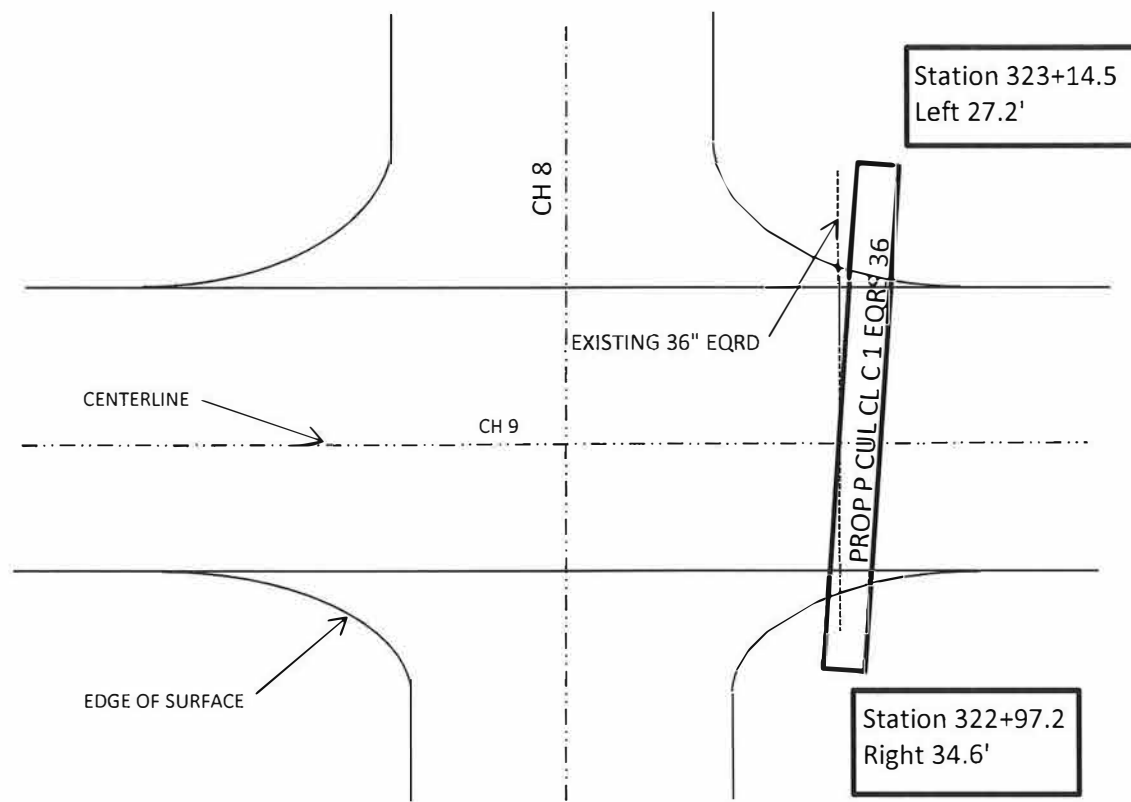 Station 323+14.5
Left 27.2'
CH 8
EXISTING 36" EQRD
PROP P CUL CL C 1 EQRS 36
CENTERLINE
CH 9
EDGE OF SURFACE
Station 322+97.2
Right 34.6'